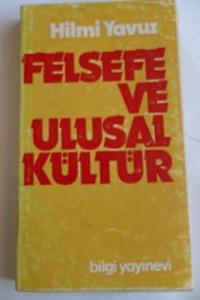 Hilmi Yavuz
FELSEFE
VE
ULUSAL
KÜLTÜR
bilgi yayınevi